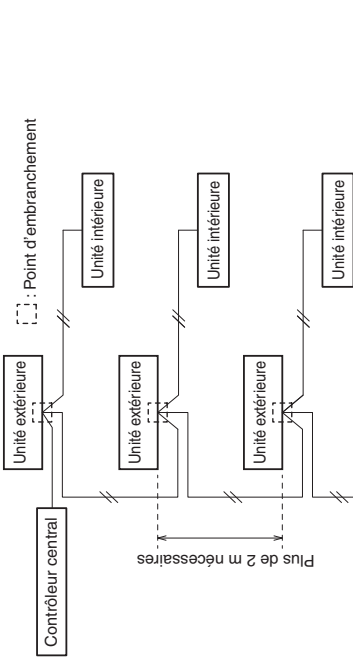 : Point d'embranchement
Contrôleur central
Unité extérieure
Unité intérieure
Unité extérieure
Unité intérieure
Unité extérieure
Unité intérieure
Plus de 2 m nécessaires